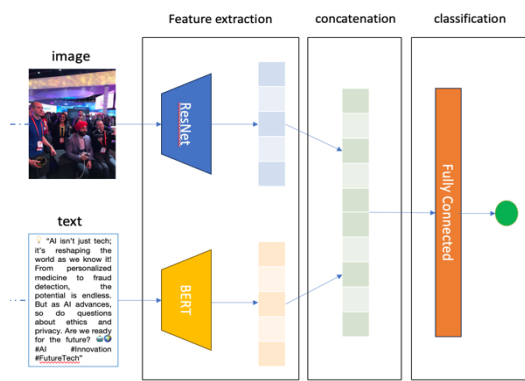 Feature extraction
concatenation
classification
image
ResNet
Fully Connected
text
💡 "AI isn't just tech;
it's reshaping the
world as we know it!
From personalized
medicine to fraud
detection, the
potential is endless.
But as AI advances,
so do questions
about ethics and
privacy. Are we ready
for the future? 🤖🌍
#AI #Innovation
#FutureTech"
BERT